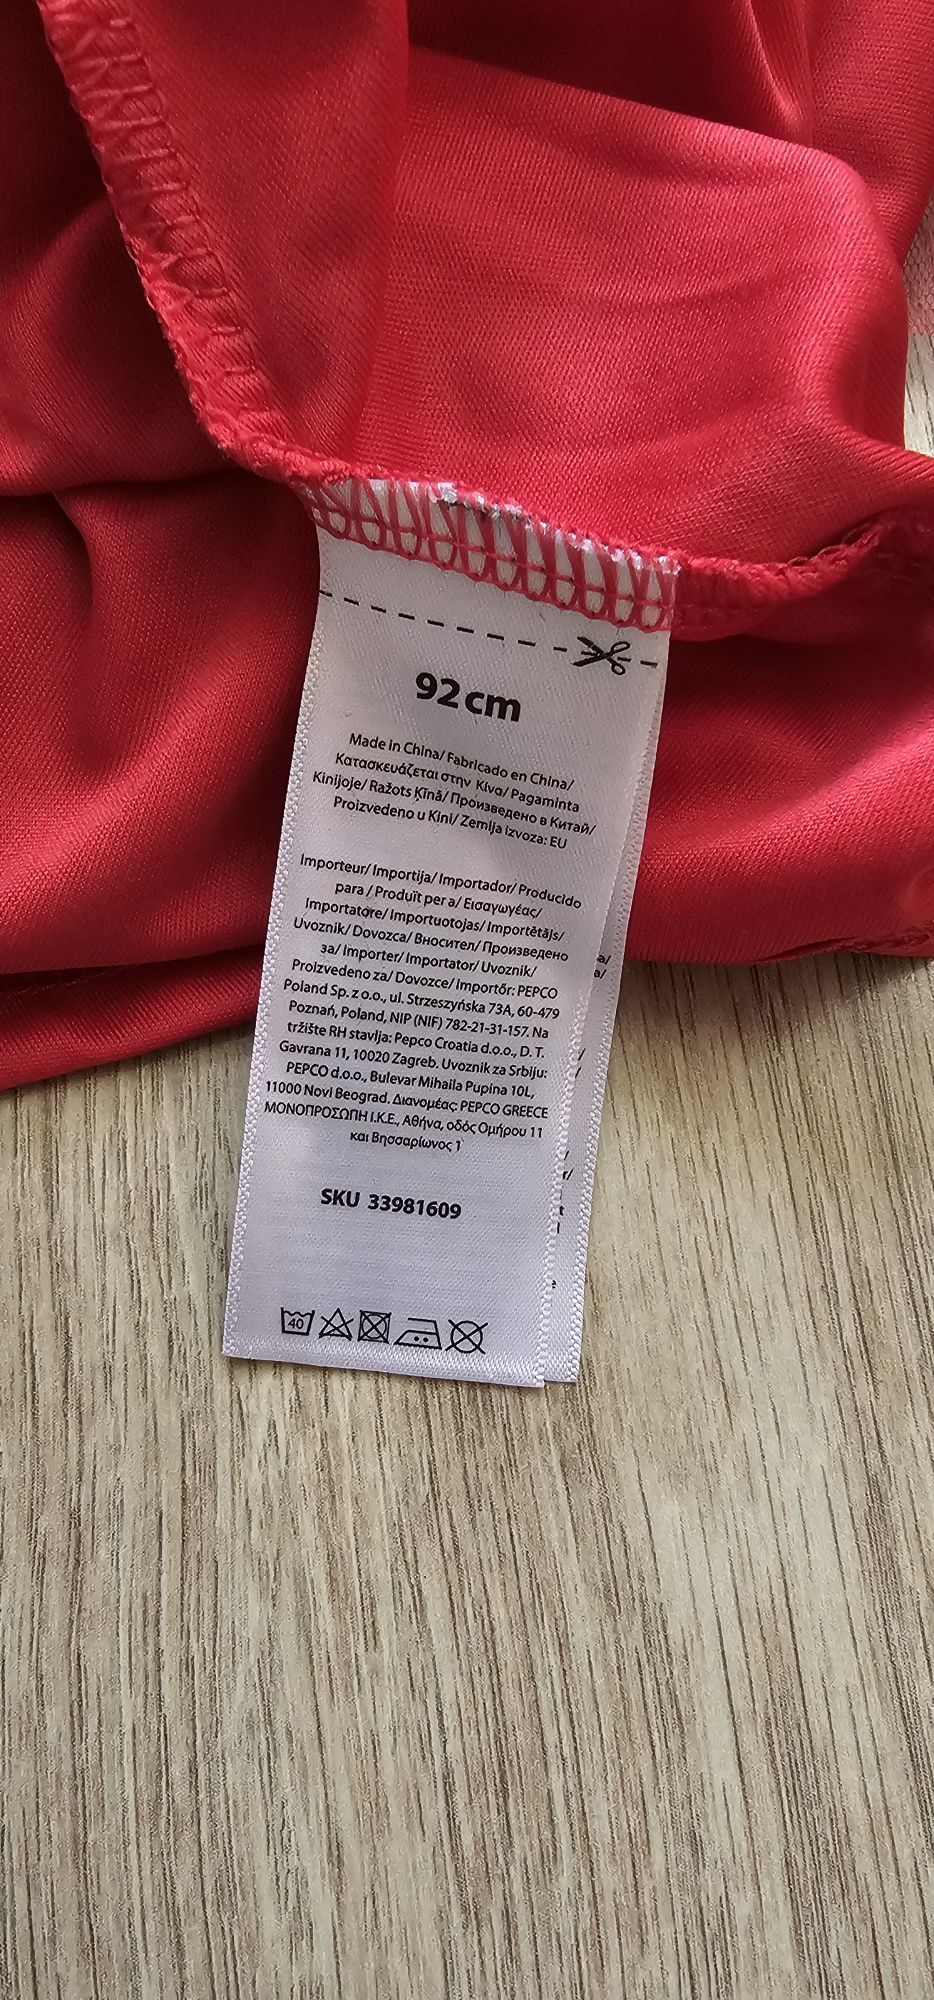 92cm
Made in China/ Fabricado en China/
Κατασκευάζεται στην Κίνα/ Pagaminta
Kinijoje/ Ražots Ķīnā/ Произведено в Китай/
Proizvedeno u Kini/ Zemlja izvoza: EU
Importeur/ Importija/ Importador/ Producido
para / Produït per a/ Εισαγωγέας/
Importatore/ Importuotojas/ Importētājs/
Uvoznik/ Dovozca/ Вносител/ Произведено
за/ Importer/ Importator/ Uvoznik/
Proizvedeno za/ Dovozce/ Importőr: PEPCO
Poland Sp. z o.o., ul. Strzeszyńska 73A, 60-479
Poznań, Poland, NIP (NIF) 782-21-31-157. Na
tržište RH stavlja: Pepco Croatia d.o.o., D. T.
Gavrana 11, 10020 Zagreb. Uvoznik za Srbiju:
PEPCO d.o.o., Bulevar Mihaila Pupina 10L,
11000 Novi Beograd. Διανομέας: PEPCO GREECE
ΜΟΝΟΠΡΟΣΩΠΗ Ι.Κ.Ε., Αθήνα, οδός Ομήρου 11
και Βησσαρίωνος 1
SKU 33981609
40